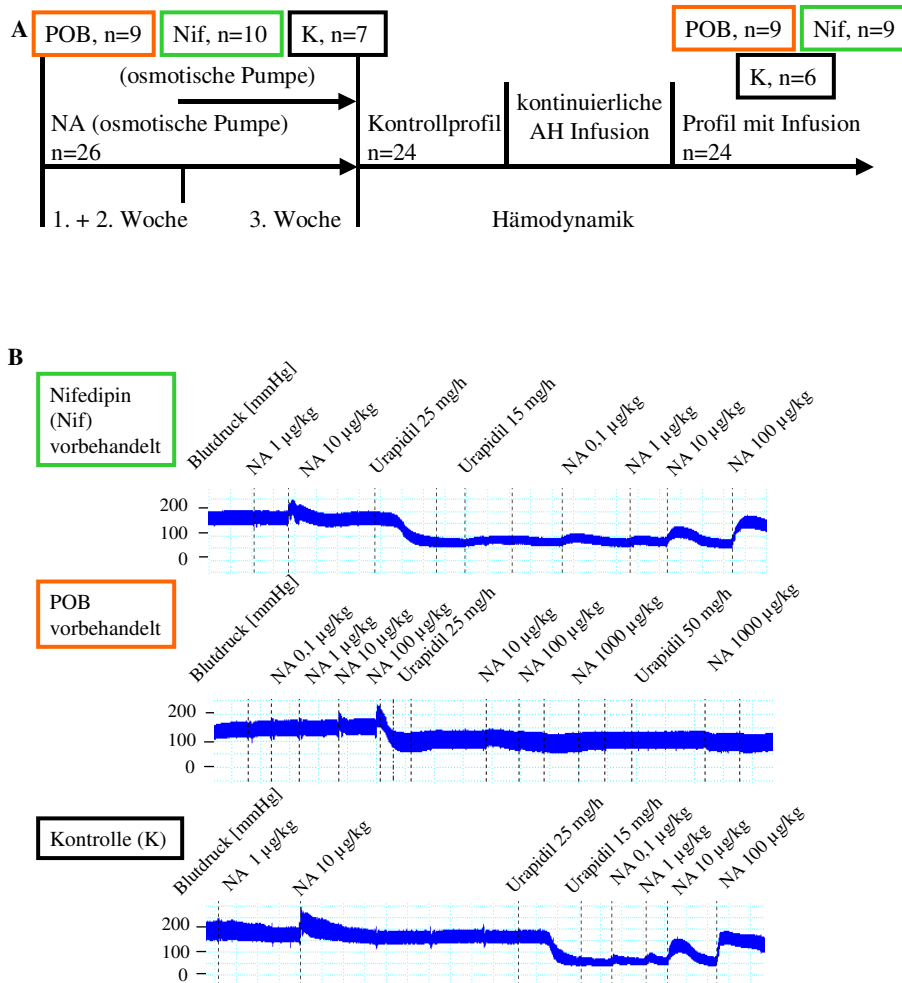 A
POB, n=9
Nif, n=10
K, n=7
POB, n=9
Nif, n=9
K, n=6
(osmotische Pumpe)
NA (osmotische Pumpe)
n=26
Kontrollprofil
n=24
kontinuierliche
AH Infusion
Profil mit Infusion
n=24
1. + 2. Woche
3. Woche
Hämodynamik
B
Nifedipin
(Nif)
vorbehandelt
Blutdruck [mmHg]
NA 1 µg/kg
NA 10 µg/kg
Urapidil 25 mg/h
Urapidil 15 mg/h
NA 0,1 µg/kg
NA 1 µg/kg
NA 10 µg/kg
NA 100 µg/kg
200
100
0
POB
vorbehandelt
Blutdruck [mmHg]
NA 0,1 µg/kg
NA 1 µg/kg
NA 10 µg/kg
NA 100 µg/kg
Urapidil 25 mg/h
NA 10 µg/kg
NA 100 µg/kg
NA 1000 µg/kg
Urapidil 50 mg/h
NA 1000 µg/kg
200
100
0
Kontrolle (K)
Blutdruck [mmHg]
NA 1 µg/kg
NA 10 µg/kg
Urapidil 25 mg/h
Urapidil 15 mg/h
NA 0,1 µg/kg
NA 1 µg/kg
NA 10 µg/kg
NA 100 µg/kg
200
100
0